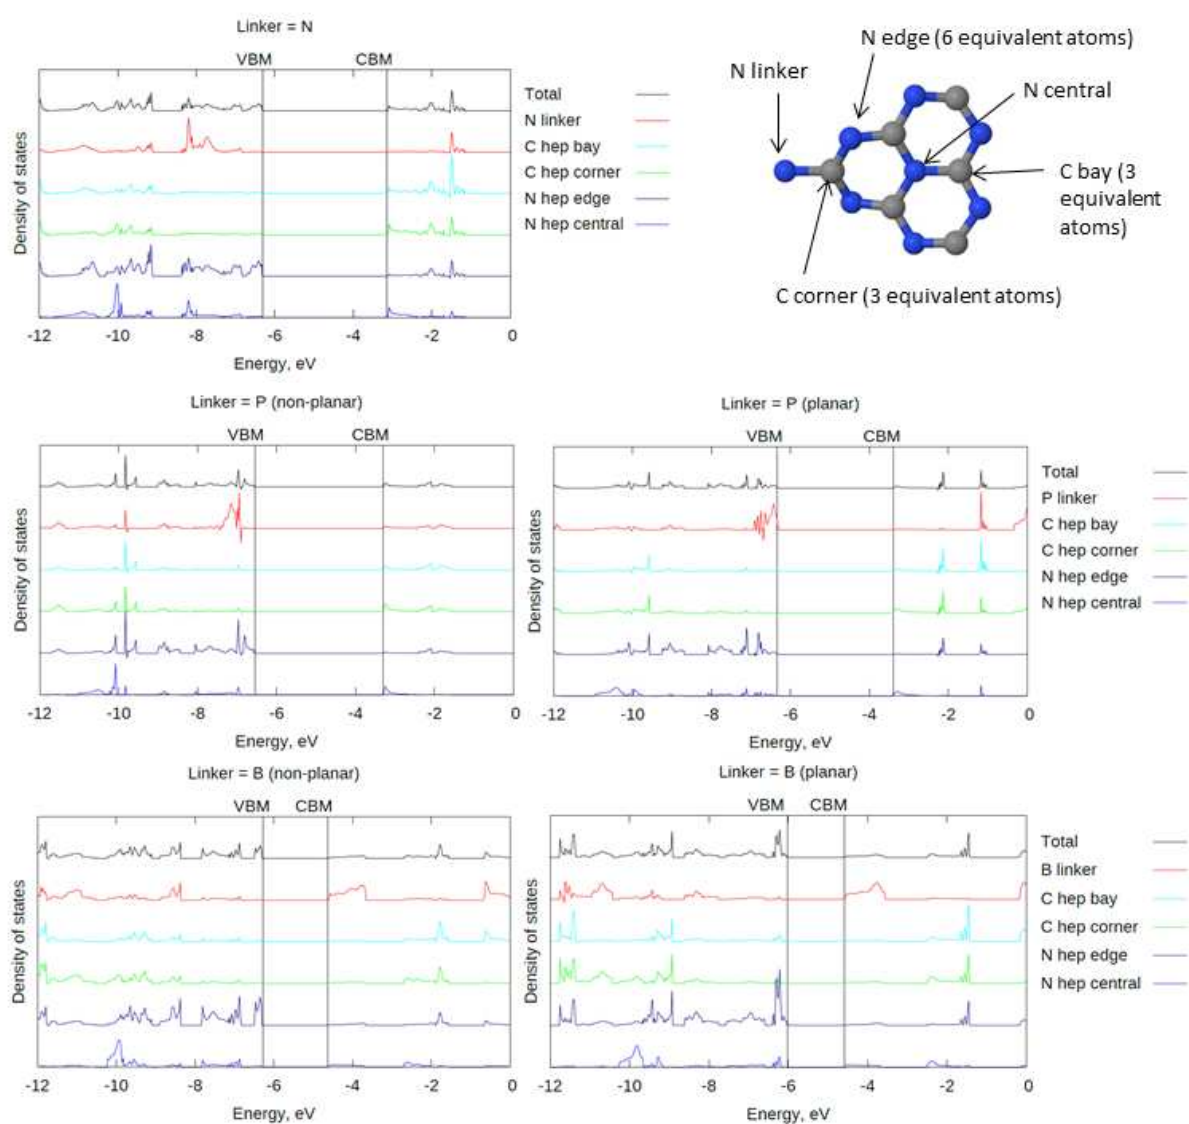 Linker = N
VBM CBM
Total
N linker
C hep bay
C hep corner
N hep edge
N hep central
Density of states
-12 -10 -8 -6 -4 -2 0
Energy, eV
N edge (6 equivalent atoms)
N linker
N central
C bay (3
equivalent
atoms)
C corner (3 equivalent atoms)
Linker = P (non-planar)
VBM CBM
Density of states
-12 -10 -8 -6 -4 -2 0
Energy, eV
Linker = P (planar)
VBM CBM
Total
P linker
C hep bay
C hep corner
N hep edge
N hep central
Density of states
-12 -10 -8 -6 -4 -2 0
Energy, eV
Linker = B (non-planar)
VBM CBM
Density of states
-12 -10 -8 -6 -4 -2 0
Energy, eV
Linker = B (planar)
VBM CBM
Total
B linker
C hep bay
C hep corner
N hep edge
N hep central
Density of states
-12 -10 -8 -6 -4 -2 0
Energy, eV